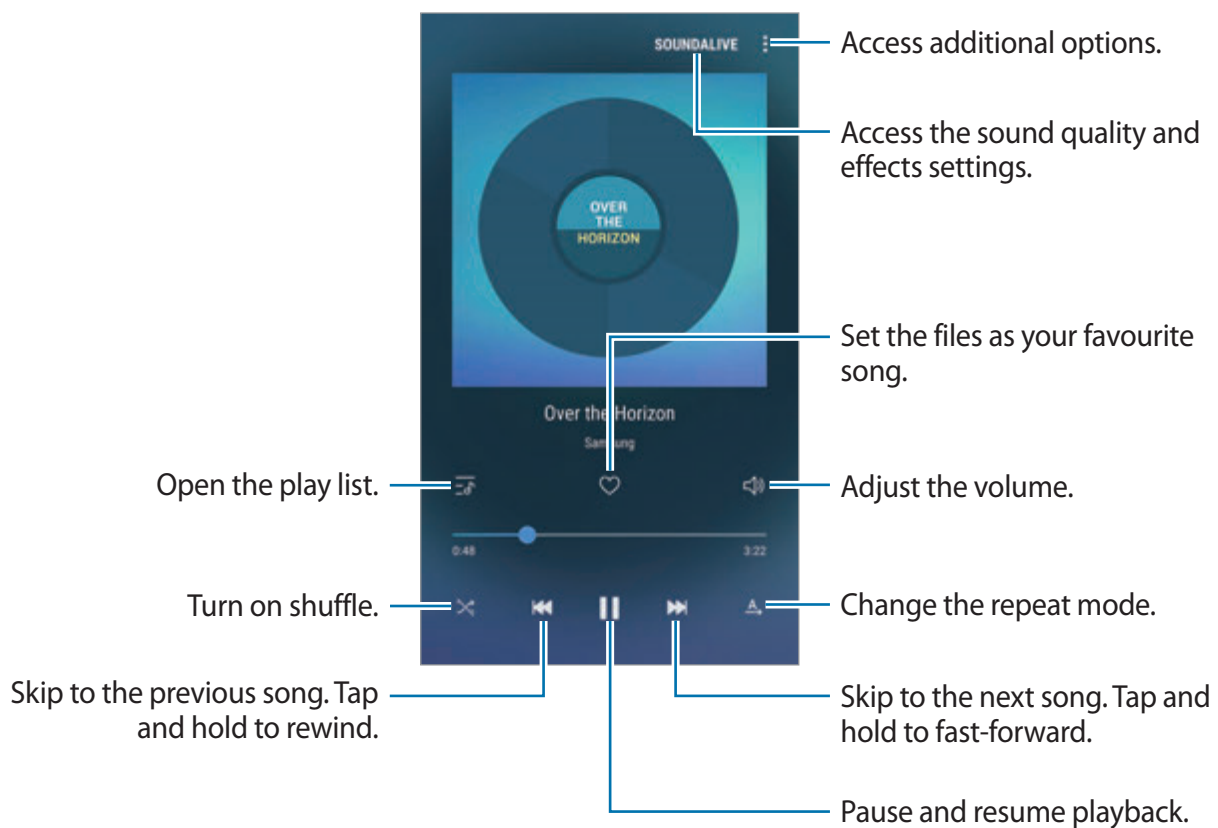 SOUNDALIVE
Access additional options.
Access the sound quality and
effects settings.
OVER
THE
HORIZON
Set the files as your favourite
song.
Over the Horizon
Samsung
Open the play list.
Adjust the volume.
0:48
3:22
Turn on shuffle.
A
Change the repeat mode.
Skip to the previous song. Tap
and hold to rewind.
Skip to the next song. Tap and
hold to fast-forward.
Pause and resume playback.